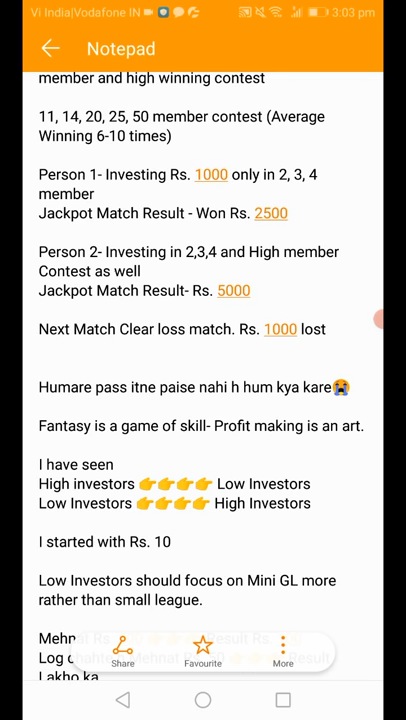 Vi India|Vodafone IN
3:03 pm
Notepad
member and high winning contest
11, 14, 20, 25, 50 member contest (Average
Winning 6-10 times)
Person 1- Investing Rs. 1000 only in 2, 3, 4
member
Jackpot Match Result - Won Rs. 2500
Person 2- Investing in 2,3,4 and High member
Contest as well
Jackpot Match Result- Rs. 5000
Next Match Clear loss match. Rs. 1000 lost
Humare pass itne paise nahi h hum kya kare😭
Fantasy is a game of skill- Profit making is an art.
I have seen
High investors 👉👉👉👉 Low Investors
Low Investors 👉👉👉👉 High Investors
I started with Rs. 10
Low Investors should focus on Mini GL more
rather than small league.
Share
Favourite
More
Lakho ka